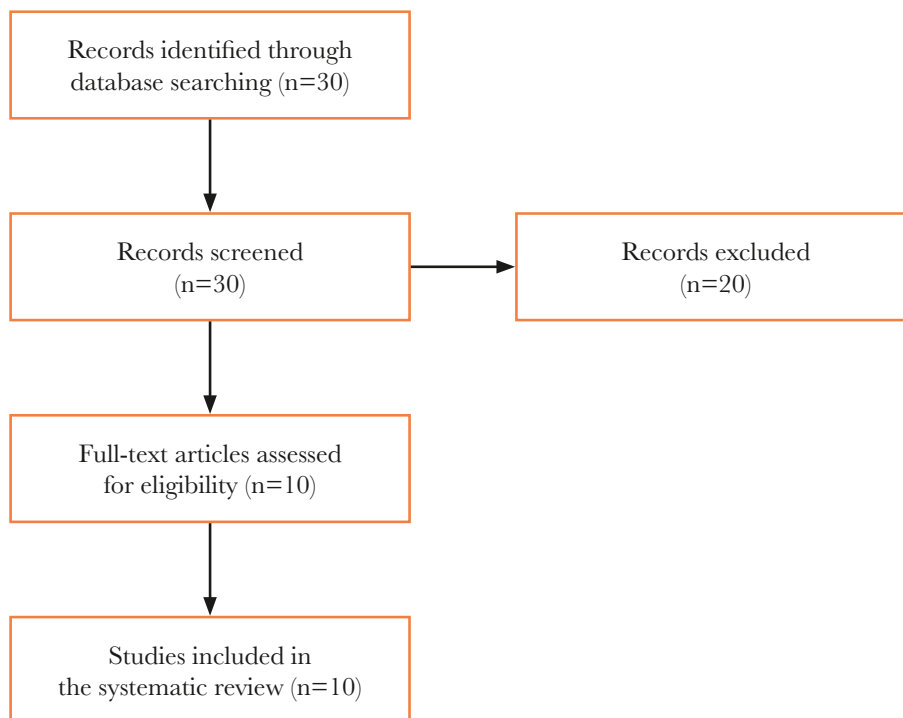 Records identified through
database searching (n=30)
Records screened
(n=30)
Records excluded
(n=20)
Full-text articles assessed
for eligibility (n=10)
Studies included in
the systematic review (n=10)